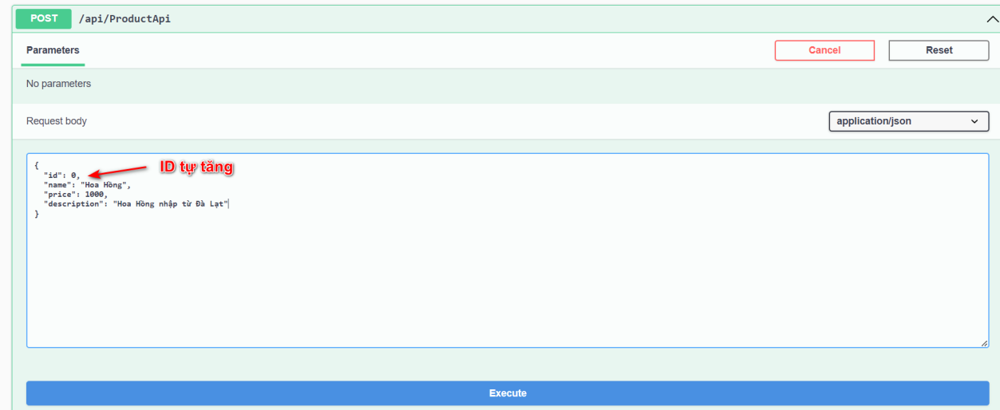 POST /api/ProductApi
Parameters
Cancel
Reset
No parameters
Request body
application/json
{
"id": 0,
ID tự tăng
"name": "Hoa Hồng",
"price": 1000,
"description": "Hoa Hồng nhập từ Đà Lạt"
}
Execute